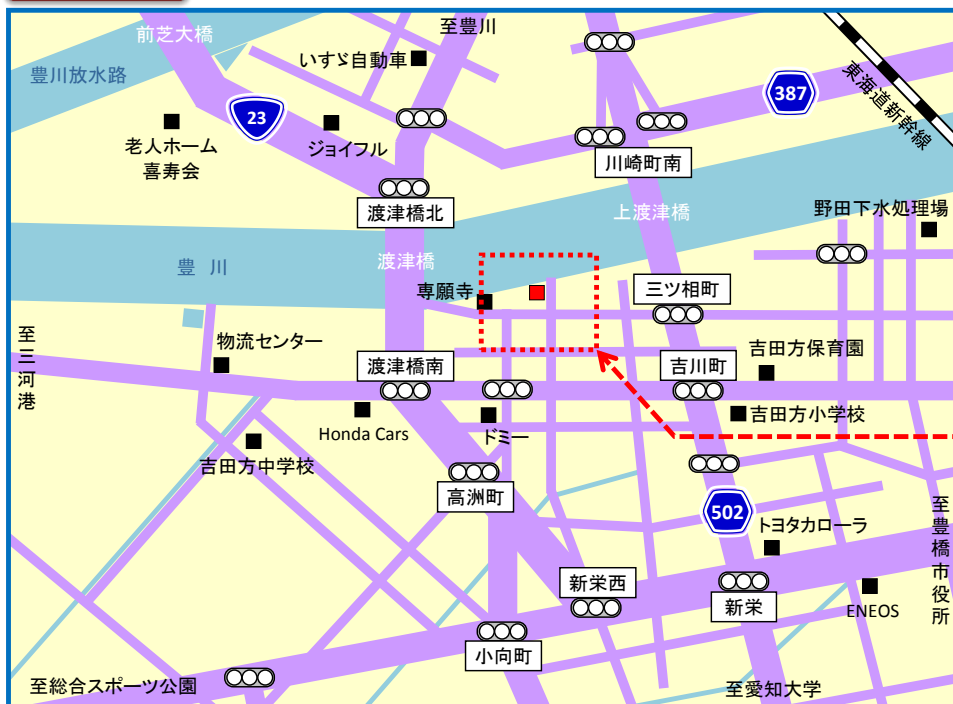 前芝大橋
至豊川
いすゞ自動車
豊川放水路
東海道新幹線
387
23
老人ホーム
喜寿会
ジョイフル
川崎町南
渡津橋北
上渡津橋
野田下水処理場
豊 川
渡津橋
専願寺
三ツ相町
至三河港
物流センター
渡津橋南
吉川町
吉田方保育園
Honda Cars
ドミー
吉田方小学校
吉田方中学校
高洲町
502
トヨタカローラ
至豊橋市役所
新栄西
新栄
ENEOS
小向町
至総合スポーツ公園
至愛知大学